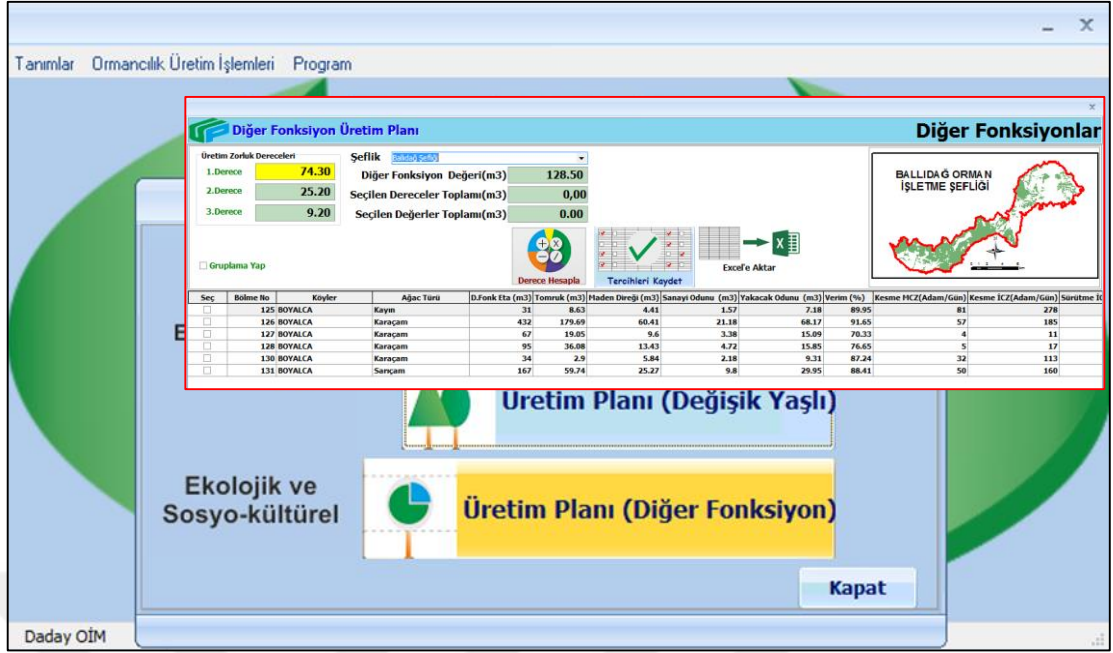 Tanımlar Ormancılık Üretim İşlemleri Program
Diğer Fonksiyon Üretim Planı
Diğer Fonksiyonlar
Üretim Zorluk Dereceleri
1.Derece 74.30
2.Derece 25.20
3.Derece 9.20
Şeflik Ballıdağ Şefliği
Diğer Fonksiyon Değeri(m3) 128.50
Seçilen Dereceler Toplamı(m3) 0,00
Seçilen Değerler Toplamı(m3) 0.00
BALLIDAĞ ORMAN
İŞLETME ŞEFLİĞİ
Gruplama Yap
Derece Hesapla
Tercihleri Kaydet
Excel'e Aktar
Seç Bölme No Köyler Ağac Türü D.Fonk Eta (m3) Tomruk (m3) Maden Direği (m3) Sanayi Odunu (m3) Yakacak Odunu (m3) Verim (%) Kesme MCZ(Adam/Gün) Kesme İCZ(Adam/Gün) Sürütme İC
125 BOYALCA Kayın 31 8.63 4.41 1.57 7.18 89.95 81 278
126 BOYALCA Karaçam 432 179.69 60.41 21.18 68.17 91.65 57 185
127 BOYALCA Karaçam 67 19.05 9.6 3.38 15.09 70.33 4 11
128 BOYALCA Karaçam 95 36.08 13.43 4.72 15.85 76.65 5 17
130 BOYALCA Karaçam 34 2.9 5.84 2.18 9.31 87.24 32 113
131 BOYALCA Sarıçam 167 59.74 25.27 9.8 29.95 88.41 50 160
Üretim Planı (Değişik Yaşlı)
Ekolojik ve
Sosyo-kültürel
Üretim Planı (Diğer Fonksiyon)
Kapat
Daday OİM